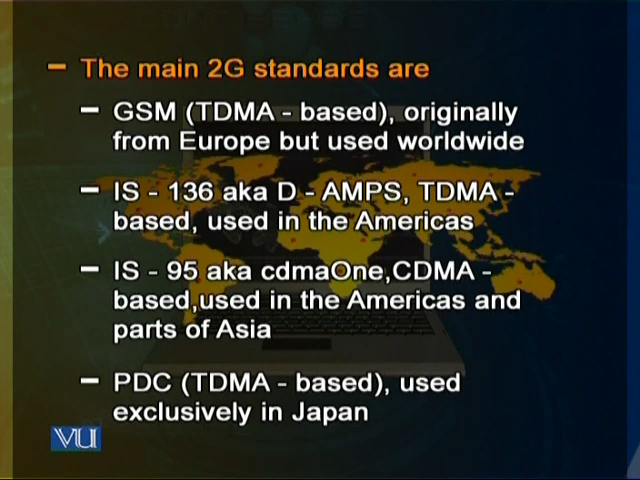 – The main 2G standards are
– GSM (TDMA - based), originally
from Europe but used worldwide
– IS - 136 aka D - AMPS, TDMA -
based, used in the Americas
– IS - 95 aka cdmaOne,CDMA -
based,used in the Americas and
parts of Asia
– PDC (TDMA - based), used
exclusively in Japan
VU